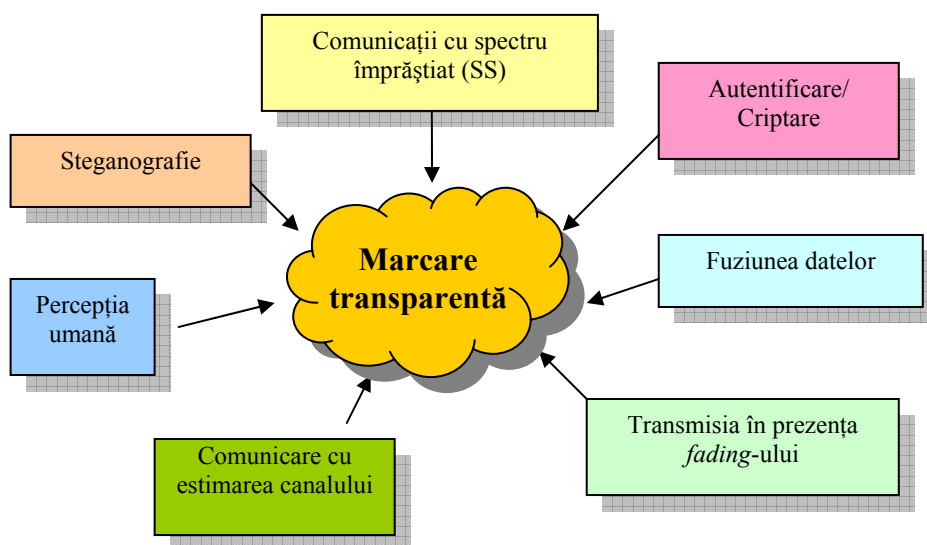 Comunicații cu spectru
împrăştiat (SS)
Autentificare/
Criptare
Steganografie
Marcare
transparentă
Fuziunea datelor
Percepția
umană
Transmisia în prezența
fading-ului
Comunicare cu
estimarea canalului